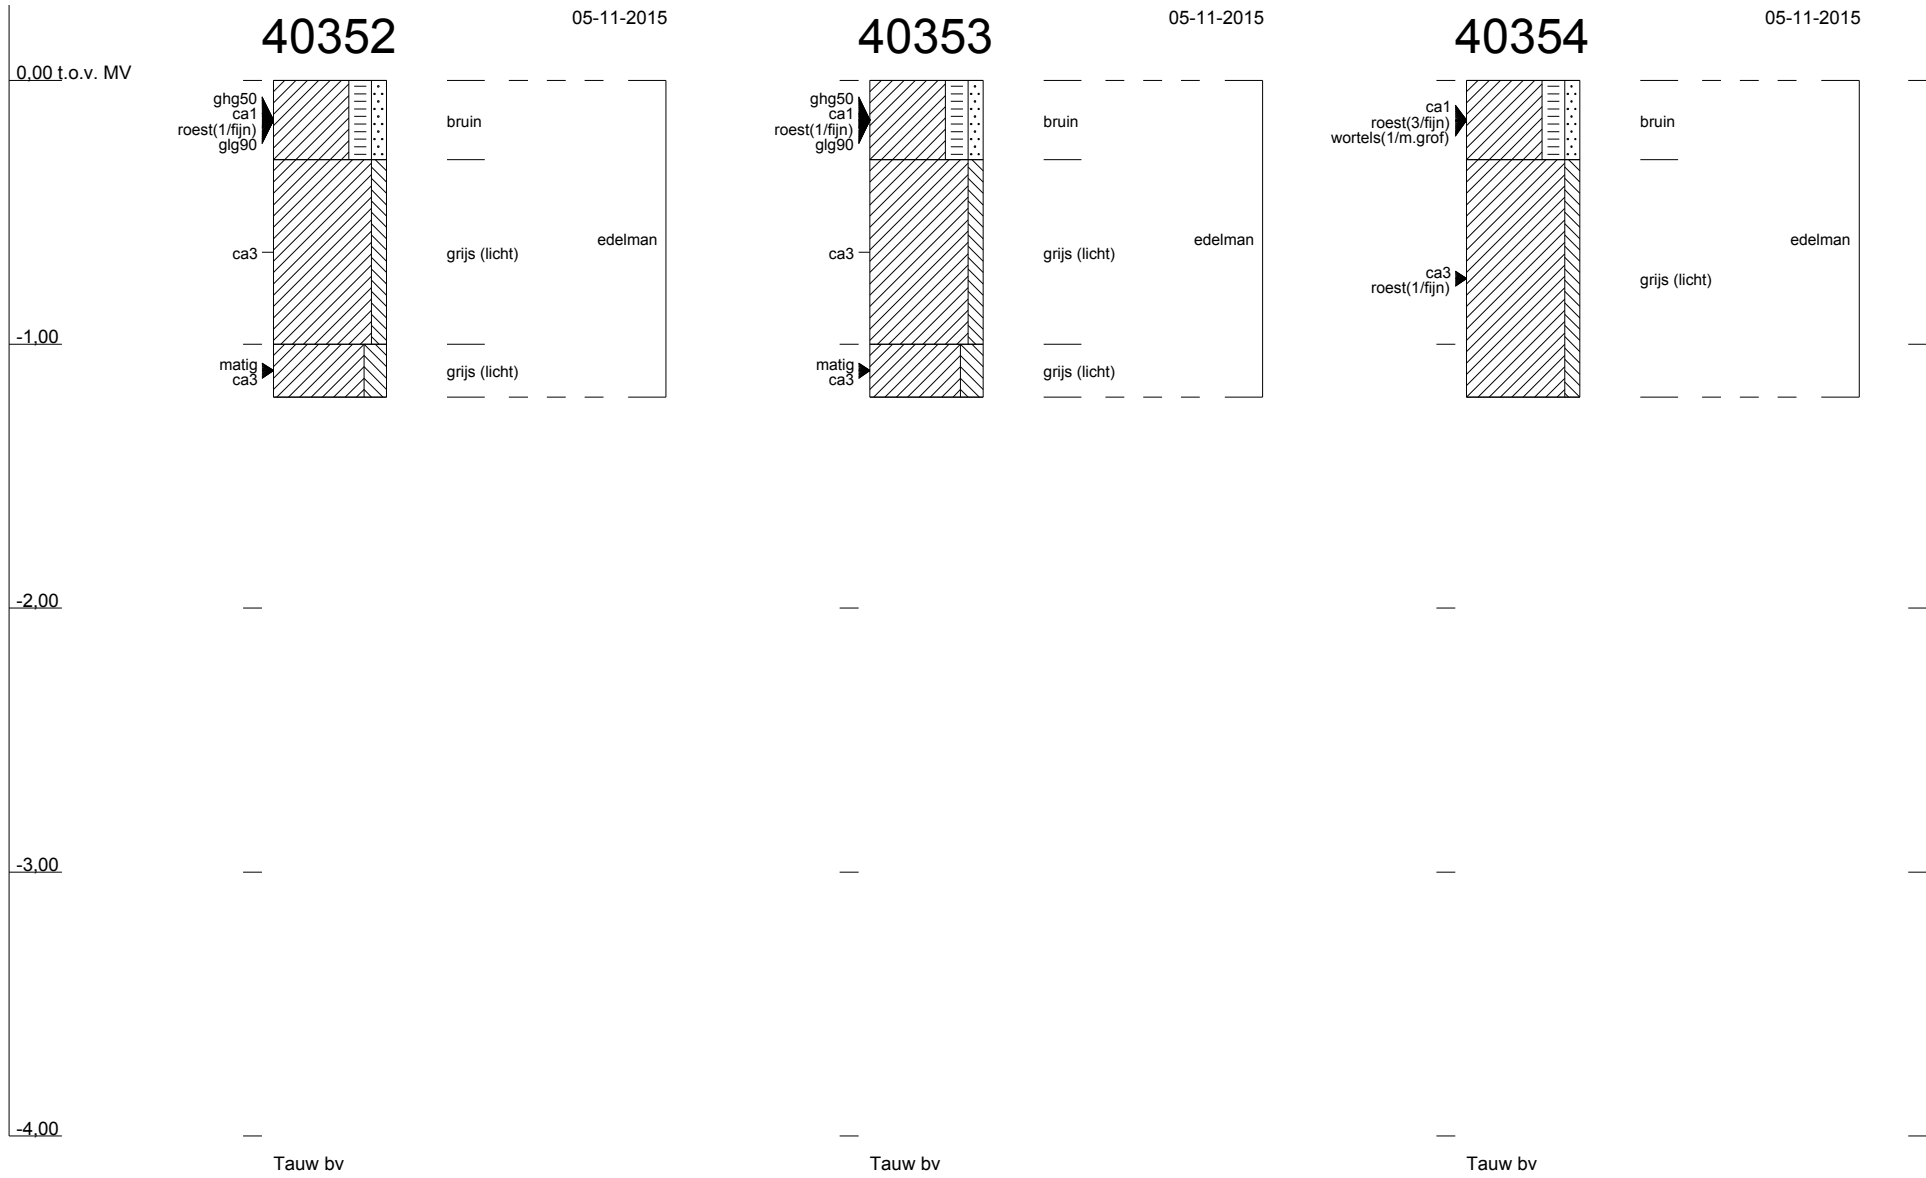 40352
05-11-2015
40353
05-11-2015
40354
05-11-2015
0,00 t.o.v. MV
ghg50
ca1
roest(1/fijn)
glg90
bruin
ca3
grijs (licht)
edelman
matig
ca3
grijs (licht)
ghg50
ca1
roest(1/fijn)
glg90
bruin
ca3
grijs (licht)
edelman
matig
ca3
grijs (licht)
ca1
roest(3/fijn)
wortels(1/m.grof)
bruin
edelman
ca3
roest(1/fijn)
grijs (licht)
-1,00
-2,00
-3,00
-4,00
Tauw bv
Tauw bv
Tauw bv